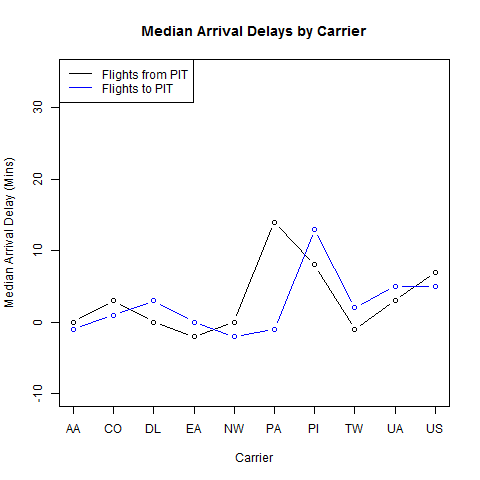 Median Arrival Delays by Carrier
Flights from PIT
Flights to PIT
Median Arrival Delay (Mins)
30
20
10
0
-10
AA CO DL EA NW PA PI TW UA US
Carrier